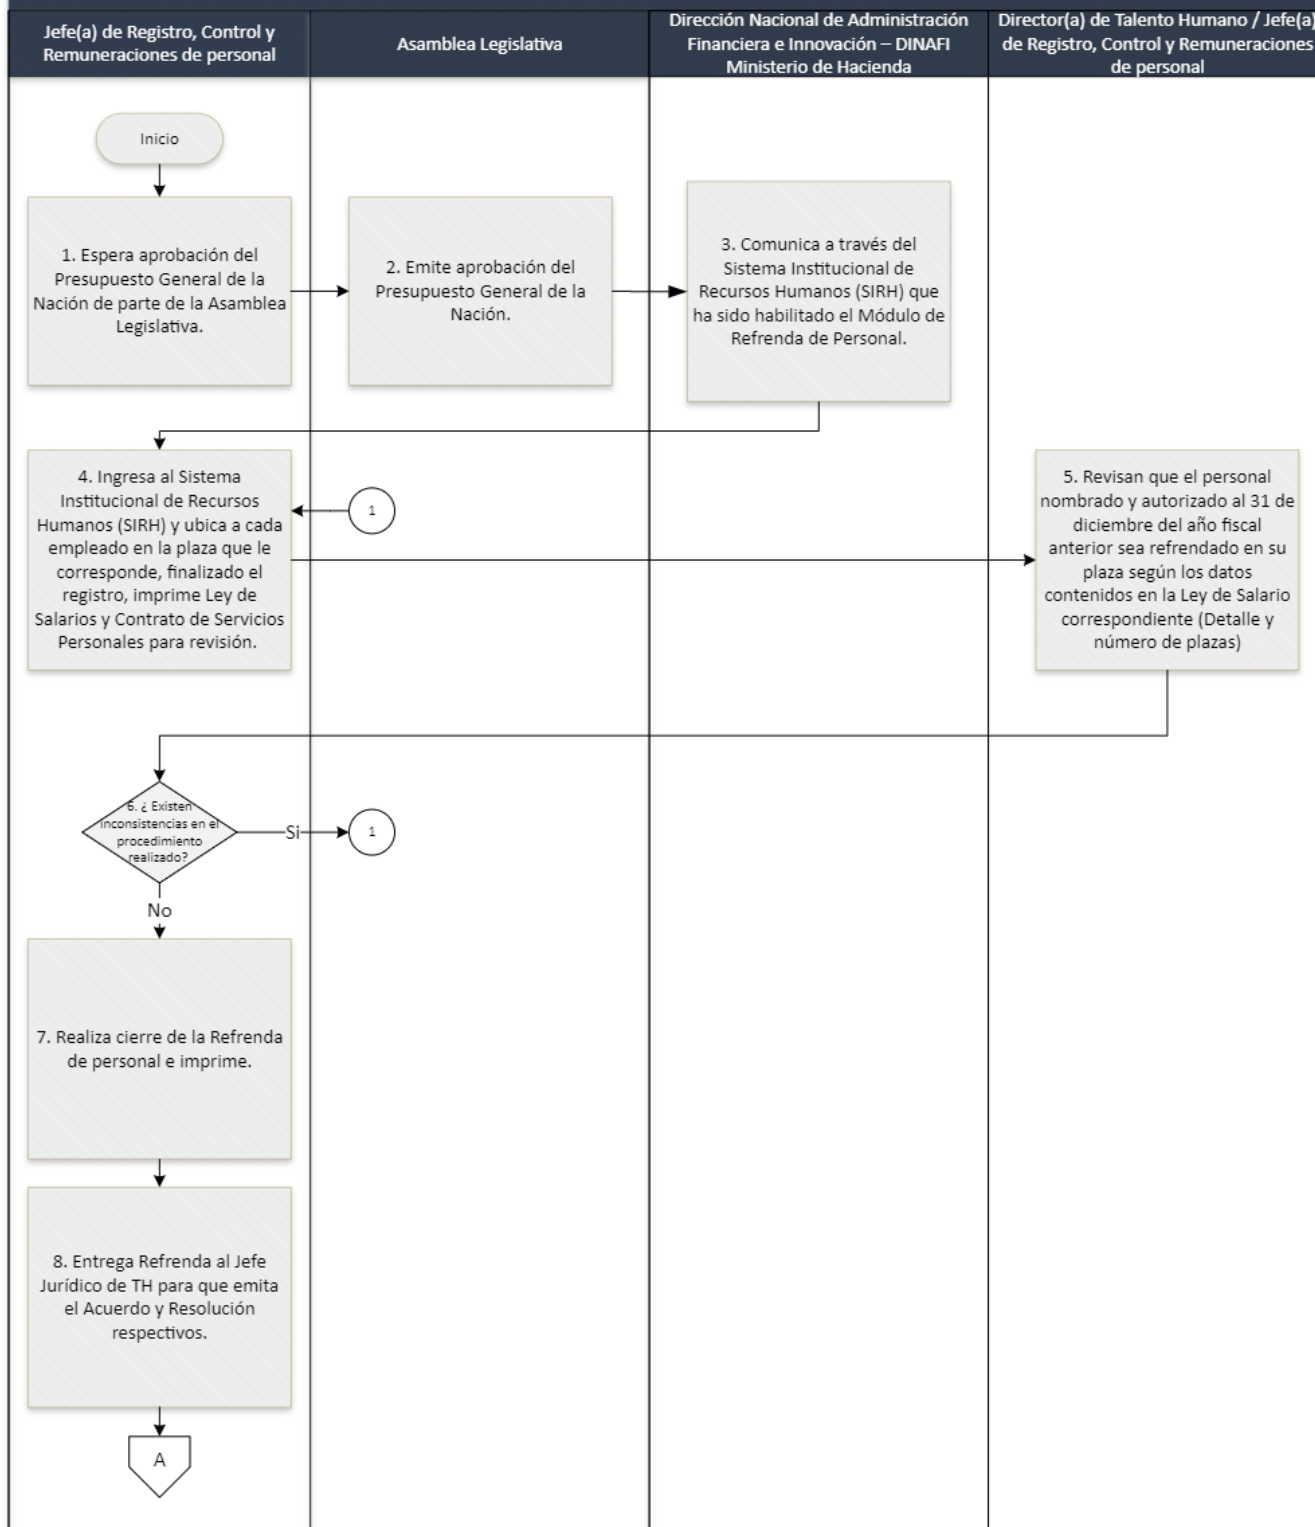 Jefe(a) de Registro, Control y
Remuneraciones de personal
Asamblea Legislativa
Dirección Nacional de Administración
Financiera e Innovación – DINAFI
Ministerio de Hacienda
Director(a) de Talento Humano / Jefe(a)
de Registro, Control y Remuneraciones
de personal
Inicio
1. Espera aprobación del
Presupuesto General de la
Nación de parte de la Asamblea
Legislativa.
2. Emite aprobación del
Presupuesto General de la
Nación.
3. Comunica a través del
Sistema Institucional de
Recursos Humanos (SIRH) que
ha sido habilitado el Módulo de
Refrenda de Personal.
4. Ingresa al Sistema
Institucional de Recursos
Humanos (SIRH) y ubica a cada
empleado en la plaza que le
corresponde, finalizado el
registro, imprime Ley de
Salarios y Contrato de Servicios
Personales para revisión.
1
5. Revisan que el personal
nombrado y autorizado al 31 de
diciembre del año fiscal
anterior sea refrendado en su
plaza según los datos
contenidos en la Ley de Salario
correspondiente (Detalle y
número de plazas)
6. ¿ Existen
inconsistencias en el
procedimiento
realizado?
Si
1
No
7. Realiza cierre de la Refrenda
de personal e imprime.
8. Entrega Refrenda al Jefe
Jurídico de TH para que emita
el Acuerdo y Resolución
respectivos.
A